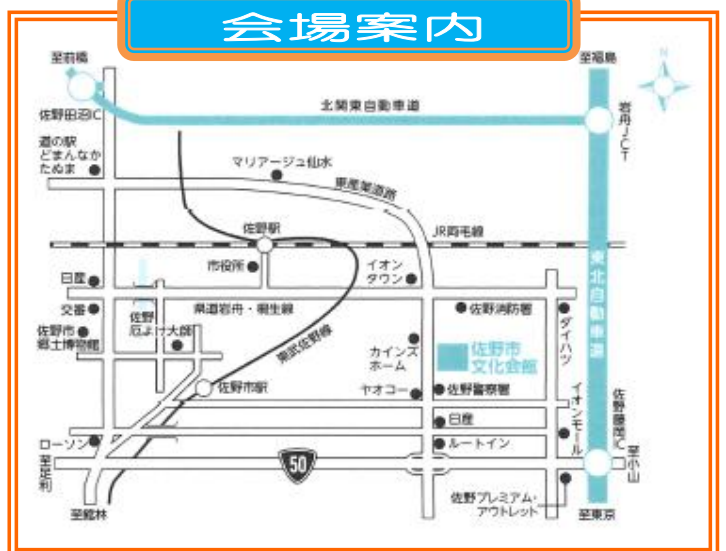 会場案内
至前橋
至福島
N
北関東自動車道
佐野田沼IC
岩舟JCT
道の駅
どまんなか
たぬま
マリアージュ仙水
東産業道路
佐野駅
JR両毛線
市役所
イオン
タウン
日産
東北自動車道
交番
県道岩舟・桐生線
佐野消防署
佐野
厄よけ大師
佐野市
郷土博物館
東武佐野線
カインズ
ホーム
佐野市
文化会館
ダイハツ
佐野市駅
ヤオコー
佐野警察署
イオンモール
佐野藤岡IC
日産
ローソン
ルートイン
至足利
50
至小山
佐野プレミアム・
アウトレット
至館林
至東京